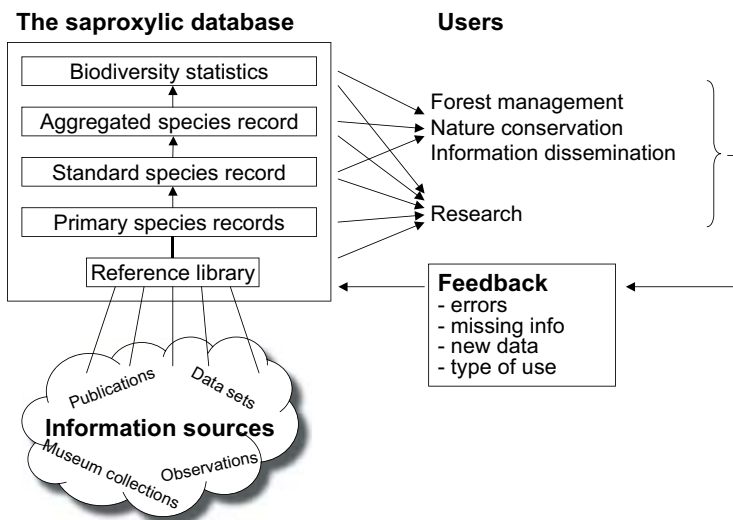 The saproxylic database
Users
Biodiversity statistics
Aggregated species record
Standard species record
Primary species records
Reference library
Forest management
Nature conservation
Information dissemination
Research
Feedback
- errors
- missing info
- new data
- type of use
Publications
Data sets
Information sources
Museum collections
Observations